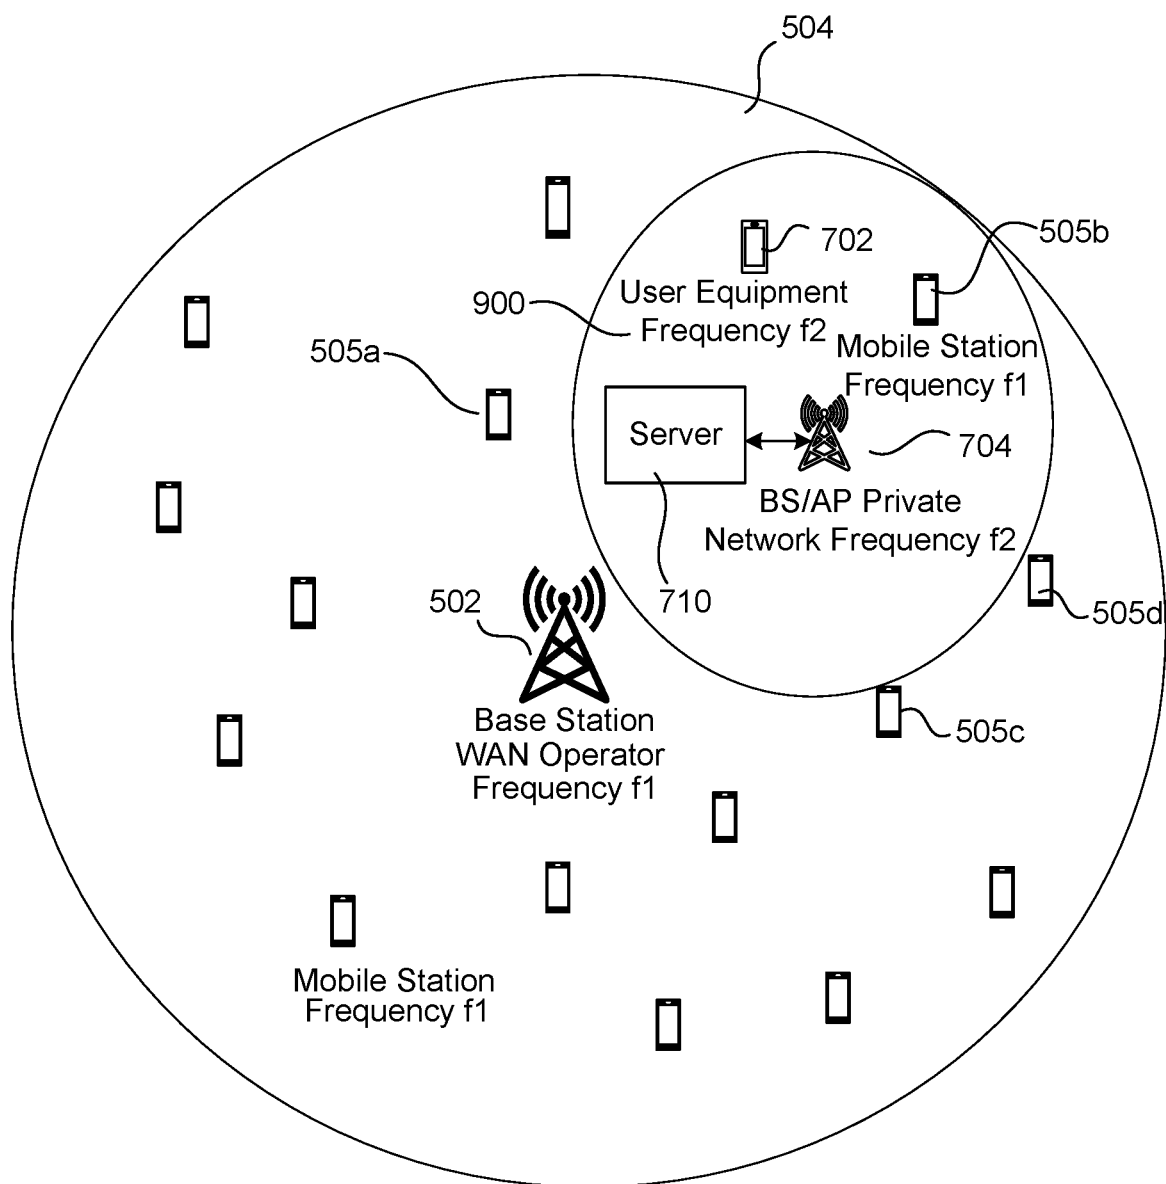 504
702
505b
User Equipment
Frequency f2
900
505a
Mobile Station
Frequency f1
Server
704
BS/AP Private
Network Frequency f2
710
502
505d
505c
Base Station
WAN Operator
Frequency f1
Mobile Station
Frequency f1